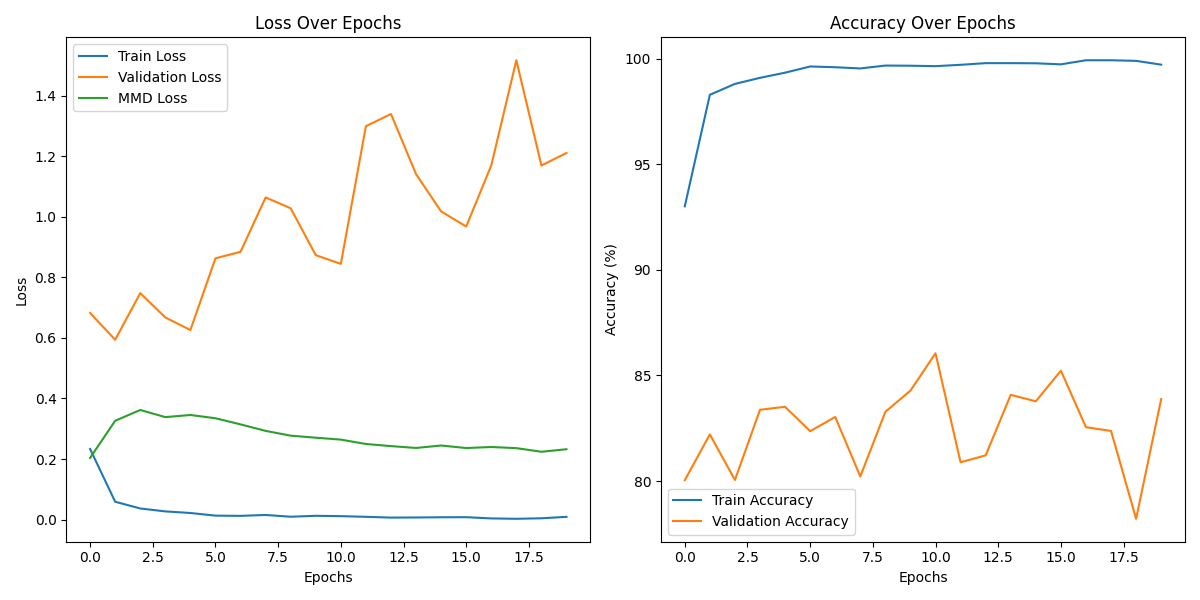 Loss Over Epochs
Train Loss
Validation Loss
MMD Loss
Loss
1.4
1.2
1.0
0.8
0.6
0.4
0.2
0.0
0.0 2.5 5.0 7.5 10.0 12.5 15.0 17.5
Epochs
Accuracy Over Epochs
Accuracy (%)
100
95
90
85
80
Train Accuracy
Validation Accuracy
0.0 2.5 5.0 7.5 10.0 12.5 15.0 17.5
Epochs